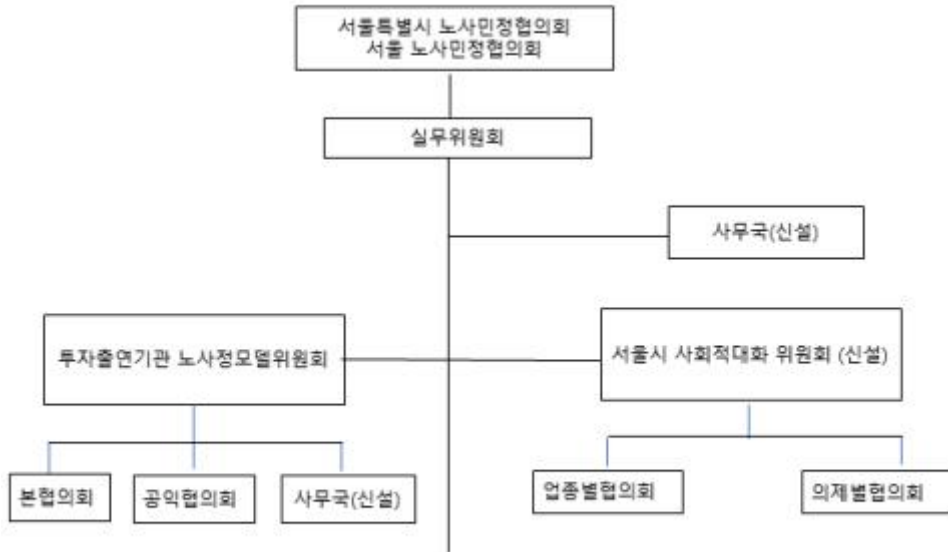 서울특별시 노사민정협의회
서울 노사민정협의회
실무위원회
사무국(신설)
투자출연기관 노사정모델위원회
서울시 사회적대화 위원회 (신설)
본협의회
공익협의회
사무국(신설)
업종별협의회
의제별협의회